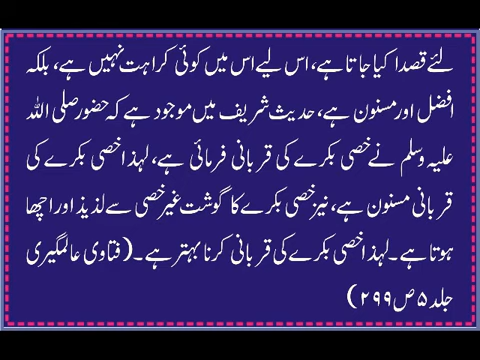 لئے قصدا کیا جاتا ہے، اس لیے اس میں کوئی کراہت نہیں ہے، بلکہ
افضل اور مسنون ہے، حدیث شریف میں موجود ہے کہ حضور صلی اللہ
علیہ وسلم نے خصی بکرے کی قربانی فرمائی ہے، لہذا خصی بکرے کی
قربانی مسنون ہے، نیز خصی بکرے کا گوشت غیر خصی سے لذیذ اور اچھا
ہوتا ہے۔ لہذا خصی بکرے کی قربانی کرنا بہتر ہے۔ (فتاوی عالمگیری
جلد ۵ ص ۲۹۹)